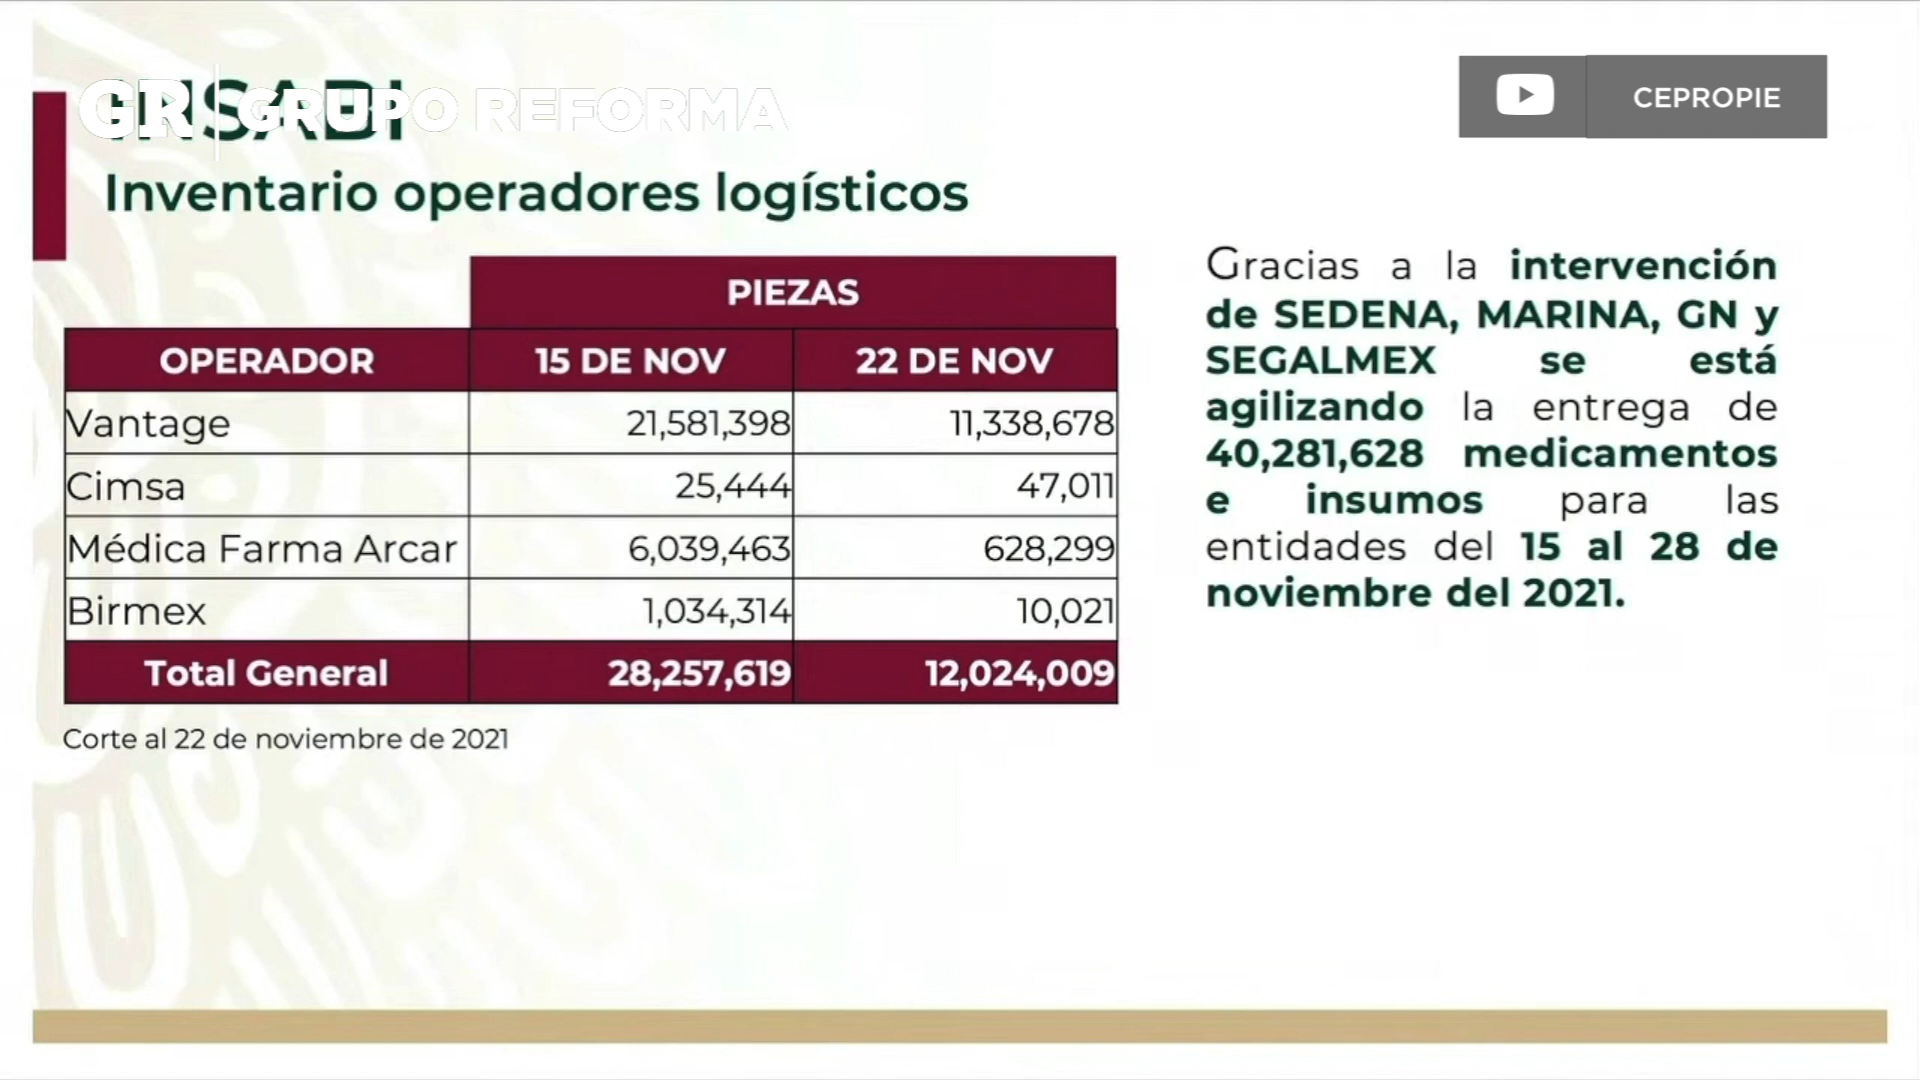 INSABI
GR GRUPO REFORMA
CEPROPIE
Inventario operadores logísticos
PIEZAS
OPERADOR 15 DE NOV 22 DE NOV
Vantage 21,581,398 11,338,678
Cimsa 25,444 47,011
Médica Farma Arcar 6,039,463 628,299
Birmex 1,034,314 10,021
Total General 28,257,619 12,024,009
Corte al 22 de noviembre de 2021
Gracias a la intervención
de SEDENA, MARINA, GN y
SEGALMEX se está
agilizando la entrega de
40,281,628 medicamentos
e insumos para las
entidades del 15 al 28 de
noviembre del 2021.